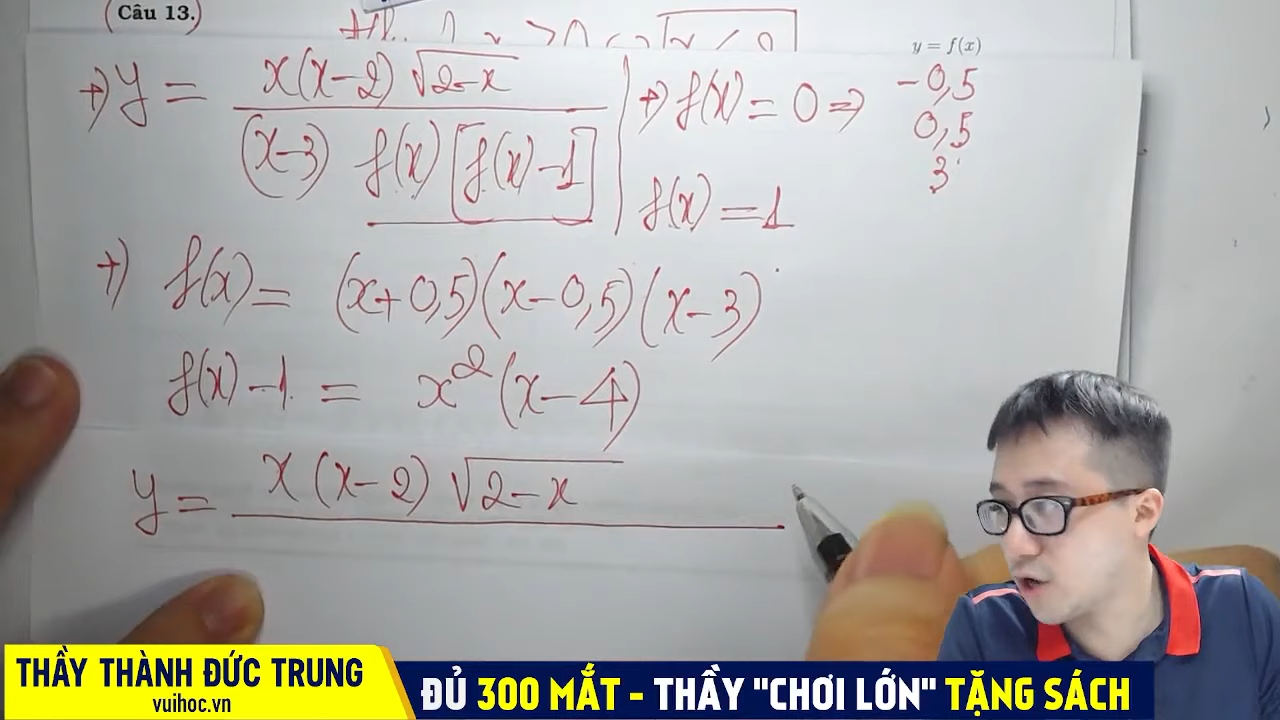 Câu 13.
y = f(x)
+) y = x(x-2)√(2-x) / (x-3) f(x) [f(x)-1]
+) f(x) = 0 ⇒ -0,5
0,5
3
f(x) = 1
+) f(x) = (x+0,5)(x-0,5)(x-3)
f(x)-1 = x²(x-4)
y = x(x-2)√(2-x)
THẦY THÀNH ĐỨC TRUNG
vuihoc.vn
ĐỦ 300 MẮT - THẦY "CHƠI LỚN" TẶNG SÁCH